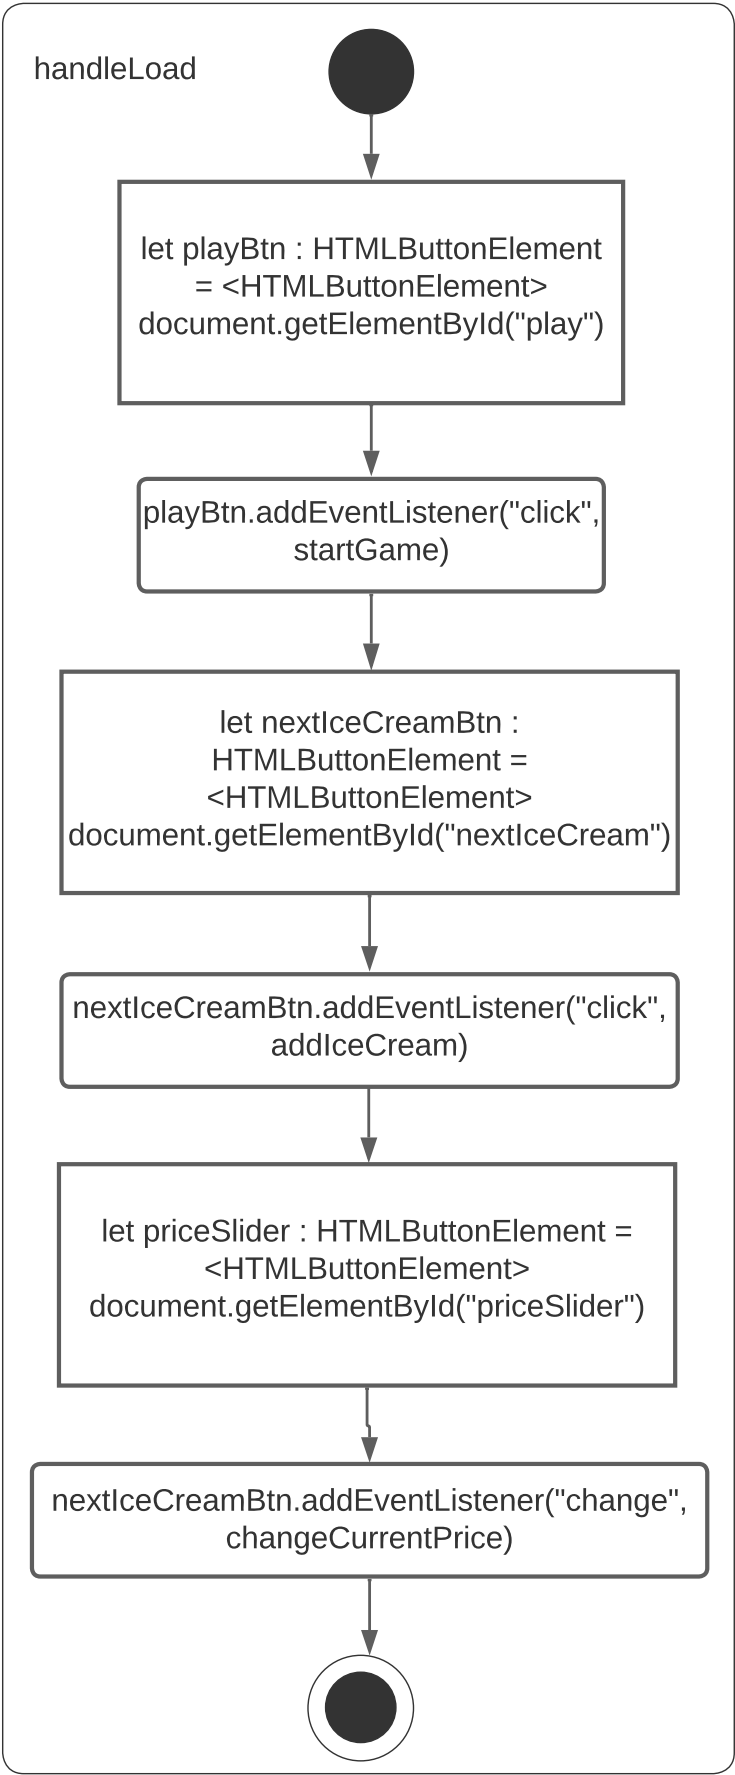 handleLoad
let playBtn : HTMLButtonElement
= <HTMLButtonElement>
document.getElementById("play")
playBtn.addEventListener("click",
startGame)
let nextIceCreamBtn :
HTMLButtonElement =
<HTMLButtonElement>
document.getElementById("nextIceCream")
nextIceCreamBtn.addEventListener("click",
addIceCream)
let priceSlider : HTMLButtonElement =
<HTMLButtonElement>
document.getElementById("priceSlider")
nextIceCreamBtn.addEventListener("change",
changeCurrentPrice)